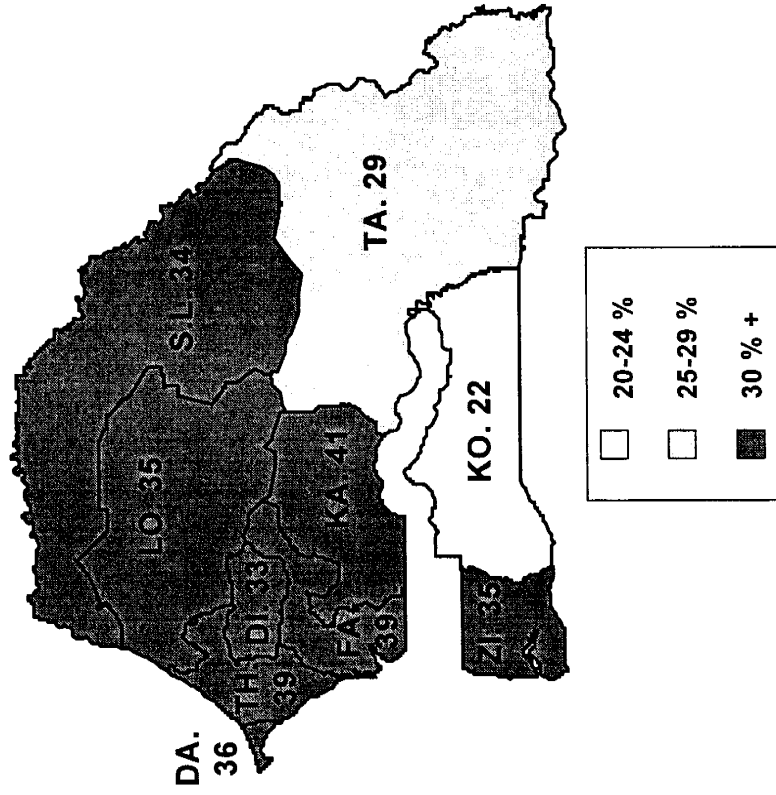 DA.
36
TH.
39
DI. 33
FA.
39
KA. 41
LO. 35
S.L. 34
TA. 29
KO. 22
ZI. 35
20-24 %
25-29 %
30 % +